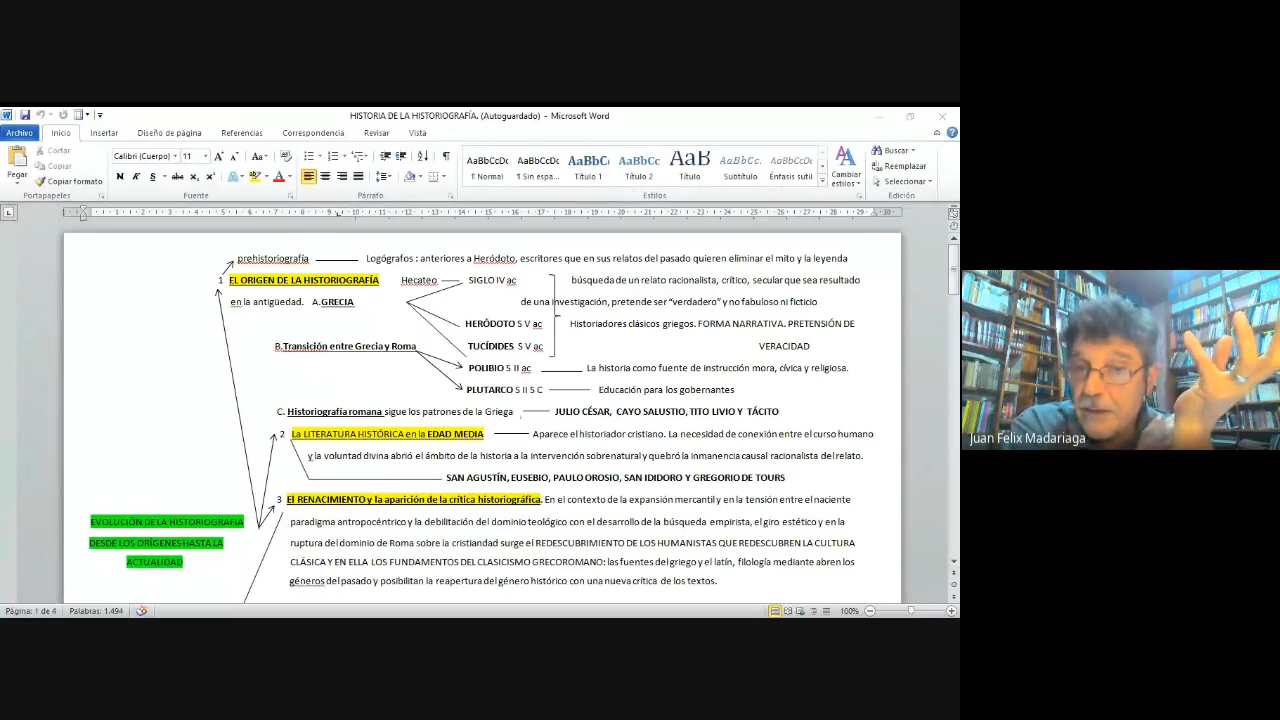 HISTORIA DE LA HISTORIOGRAFÍA. (Autoguardado) - Microsoft Word
Archivo Inicio Insertar Diseño de página Referencias Correspondencia Revisar Vista
Cortar
Copiar
Copiar formato
Pegar
Portapapeles
Calibri (Cuerpo) 11
N K S abc x₂ x²
Fuente
Párrafo
AaBbCcDc AaBbCcDc AaBbC AaBbCc AaB AaBbCc. AaBbCcDc
¶ Normal ¶ Sin espa... Título 1 Título 2 Título Subtítulo Énfasis sutil
Cambiar estilos
Estilos
Buscar
Reemplazar
Seleccionar
Edición
prehistoriografía Logógrafos : anteriores a Heródoto, escritores que en sus relatos del pasado quieren eliminar el mito y la leyenda
1 EL ORIGEN DE LA HISTORIOGRAFÍA Hecateo SIGLO IV ac búsqueda de un relato racionalista, crítico, secular que sea resultado
en la antigüedad. A.GRECIA de una investigación, pretende ser "verdadero" y no fabuloso ni ficticio
HERÓDOTO S V ac Historiadores clásicos griegos. FORMA NARRATIVA. PRETENSIÓN DE
B.Transición entre Grecia y Roma TUCÍDIDES S V ac VERACIDAD
POLIBIO S II ac La historia como fuente de instrucción mora, cívica y religiosa.
PLUTARCO S II S C Educación para los gobernantes
C. Historiografía romana sigue los patrones de la Griega JULIO CÉSAR, CAYO SALUSTIO, TITO LIVIO Y TÁCITO
2 La LITERATURA HISTÓRICA en la EDAD MEDIA Aparece el historiador cristiano. La necesidad de conexión entre el curso humano
y la voluntad divina abrió el ámbito de la historia a la intervención sobrenatural y quebró la inmanencia causal racionalista del relato.
SAN AGUSTÍN, EUSEBIO, PAULO OROSIO, SAN IDIDORO Y GREGORIO DE TOURS
3 El RENACIMIENTO y la aparición de la crítica historiográfica. En el contexto de la expansión mercantil y en la tensión entre el naciente
paradigma antropocéntrico y la debilitación del dominio teológico con el desarrollo de la búsqueda empirista, el giro estético y en la
ruptura del dominio de Roma sobre la cristiandad surge el REDESCUBRIMIENTO DE LOS HUMANISTAS QUE REDESCUBREN LA CULTURA
CLÁSICA Y EN ELLA LOS FUNDAMENTOS DEL CLASICISMO GRECOROMANO: las fuentes del griego y el latín, filología mediante abren los
géneros del pasado y posibilitan la reapertura del género histórico con una nueva crítica de los textos.
EVOLUCIÓN DE LA HISTORIOGRAFIA
DESDE LOS ORÍGENES HASTA LA
ACTUALIDAD
Página: 1 de 4 Palabras: 1.494 100%
Juan Felix Madariaga